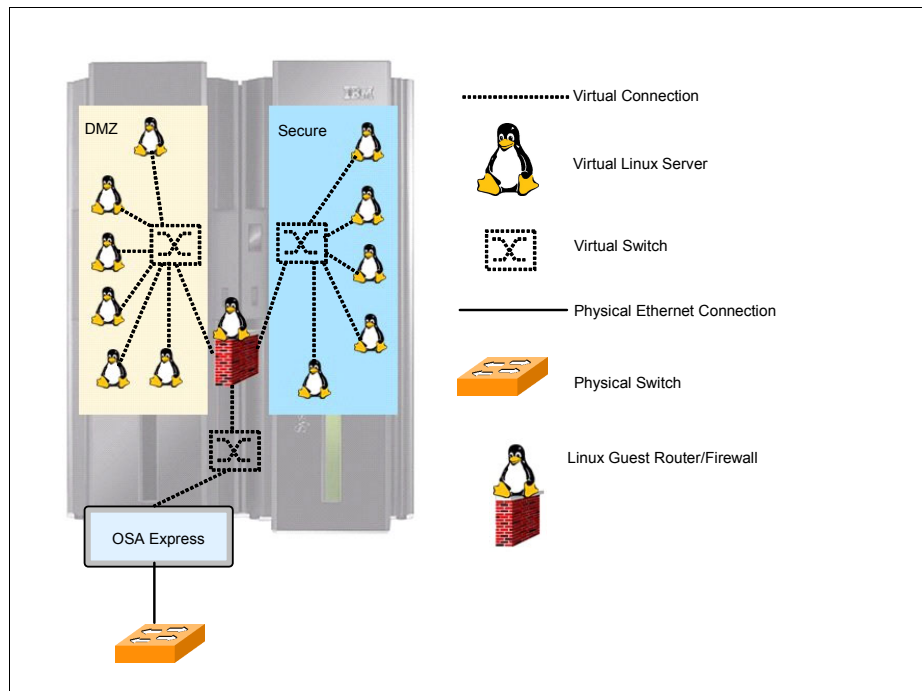 IBM
DMZ
Secure
OSA Express
Virtual Connection
Virtual Linux Server
Virtual Switch
Physical Ethernet Connection
Physical Switch
Linux Guest Router/Firewall